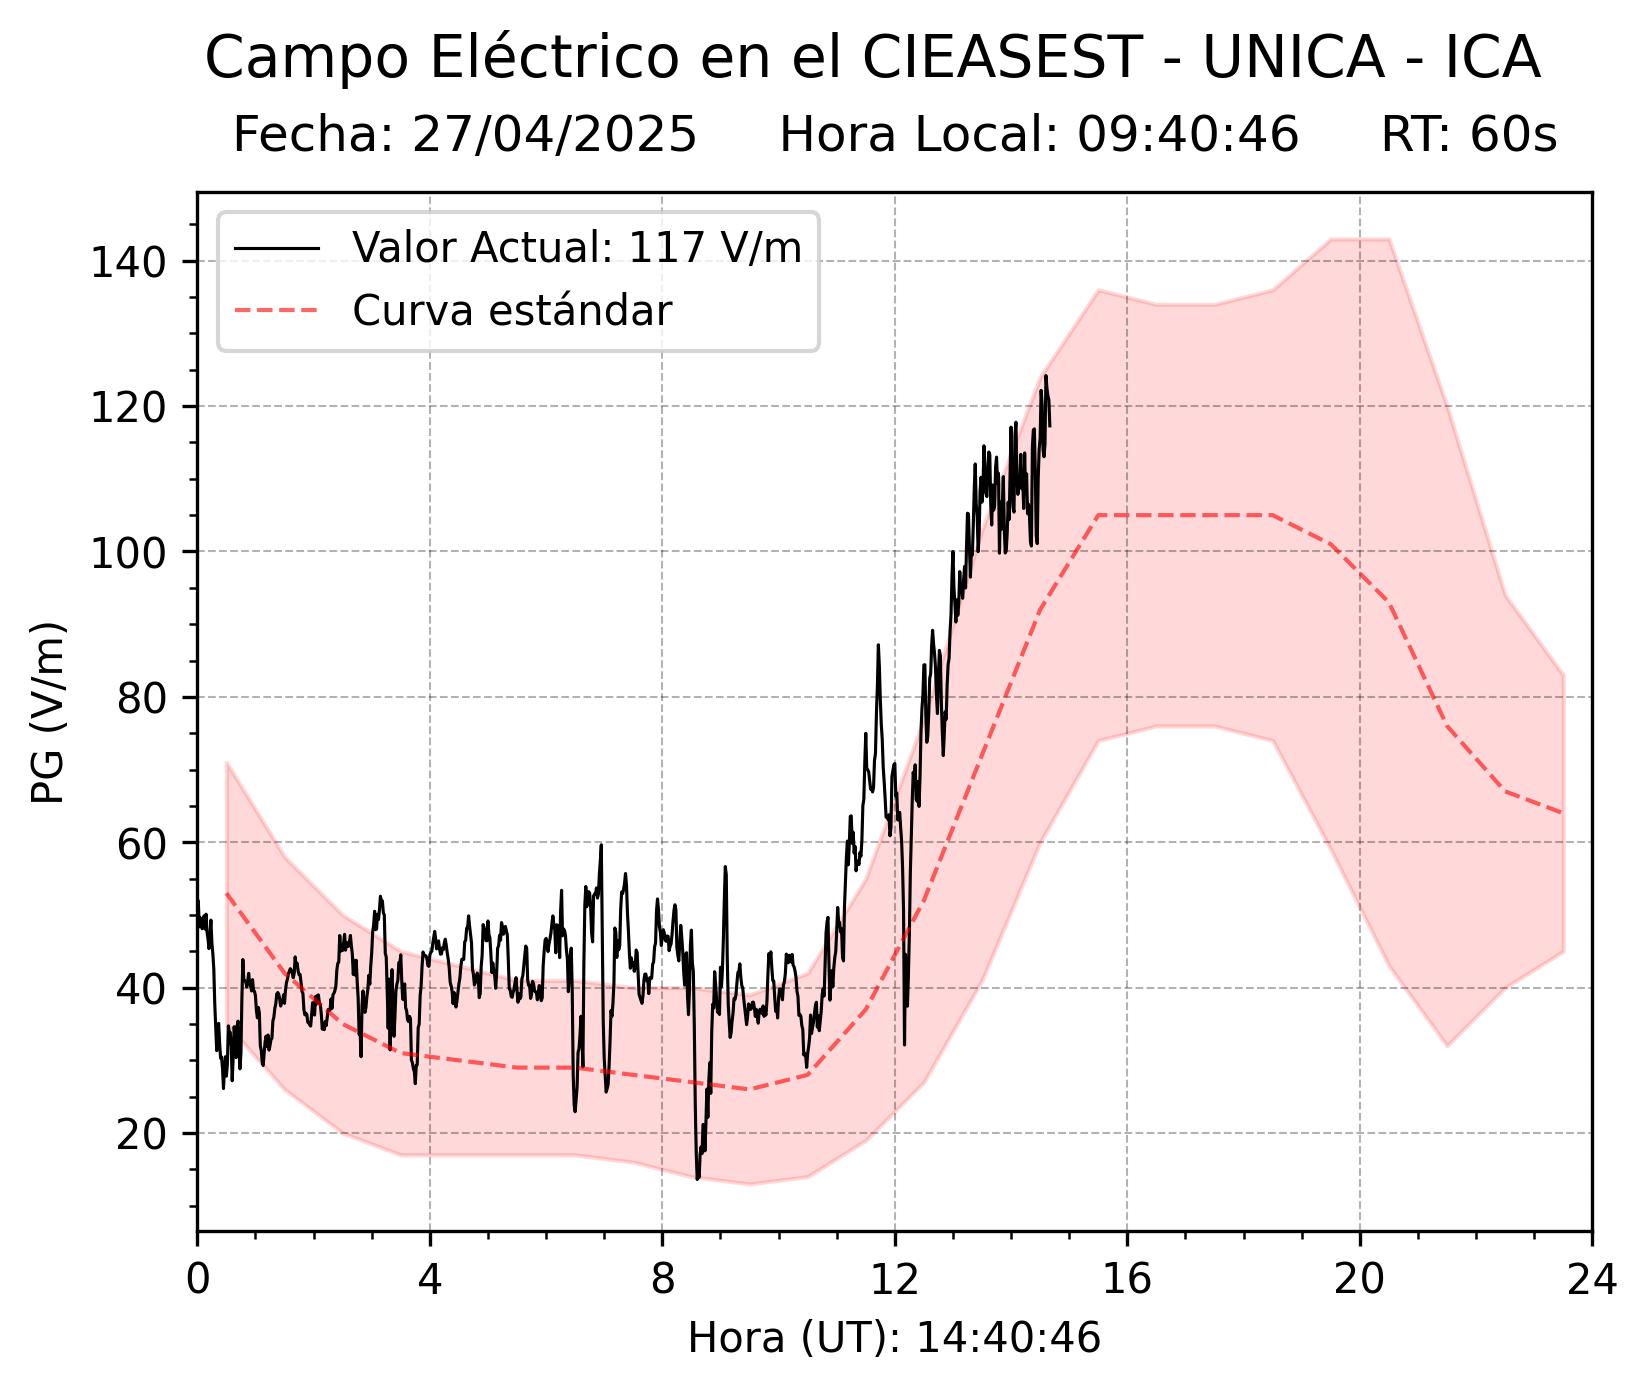 Campo Eléctrico en el CIEASEST - UNICA - ICA
Fecha: 27/04/2025 Hora Local: 09:40:46 RT: 60s
Valor Actual: 117 V/m
Curva estándar
140
120
100
80
60
40
20
PG (V/m)
0 4 8 12 16 20 24
Hora (UT): 14:40:46